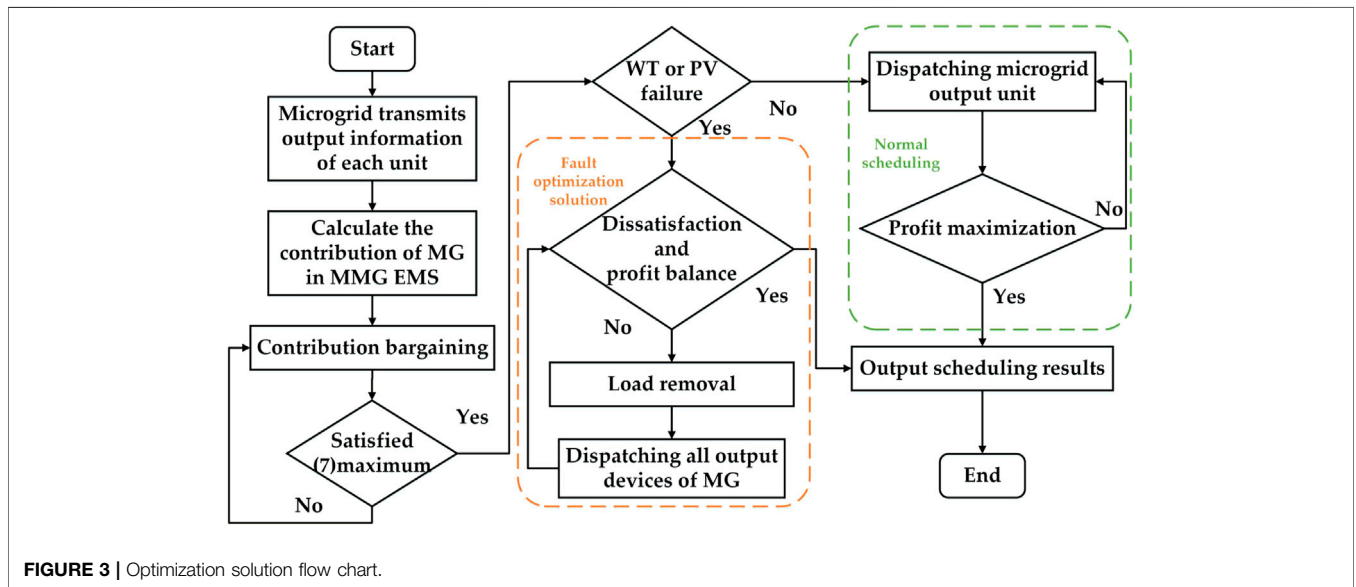 Start
Microgrid transmits
output information
of each unit
Calculate the
contribution of MG
in MMG EMS
Contribution bargaining
Satisfied
(7)maximum
Yes
No
WT or PV
failure
No
Yes
Fault
optimization
solution
Dissatisfaction
and
profit balance
Yes
No
Load removal
Dispatching all output
devices of MG
Dispatching microgrid
output unit
Normal
scheduling
Profit maximization
No
Yes
Output scheduling results
End
FIGURE 3 | Optimization solution flow chart.